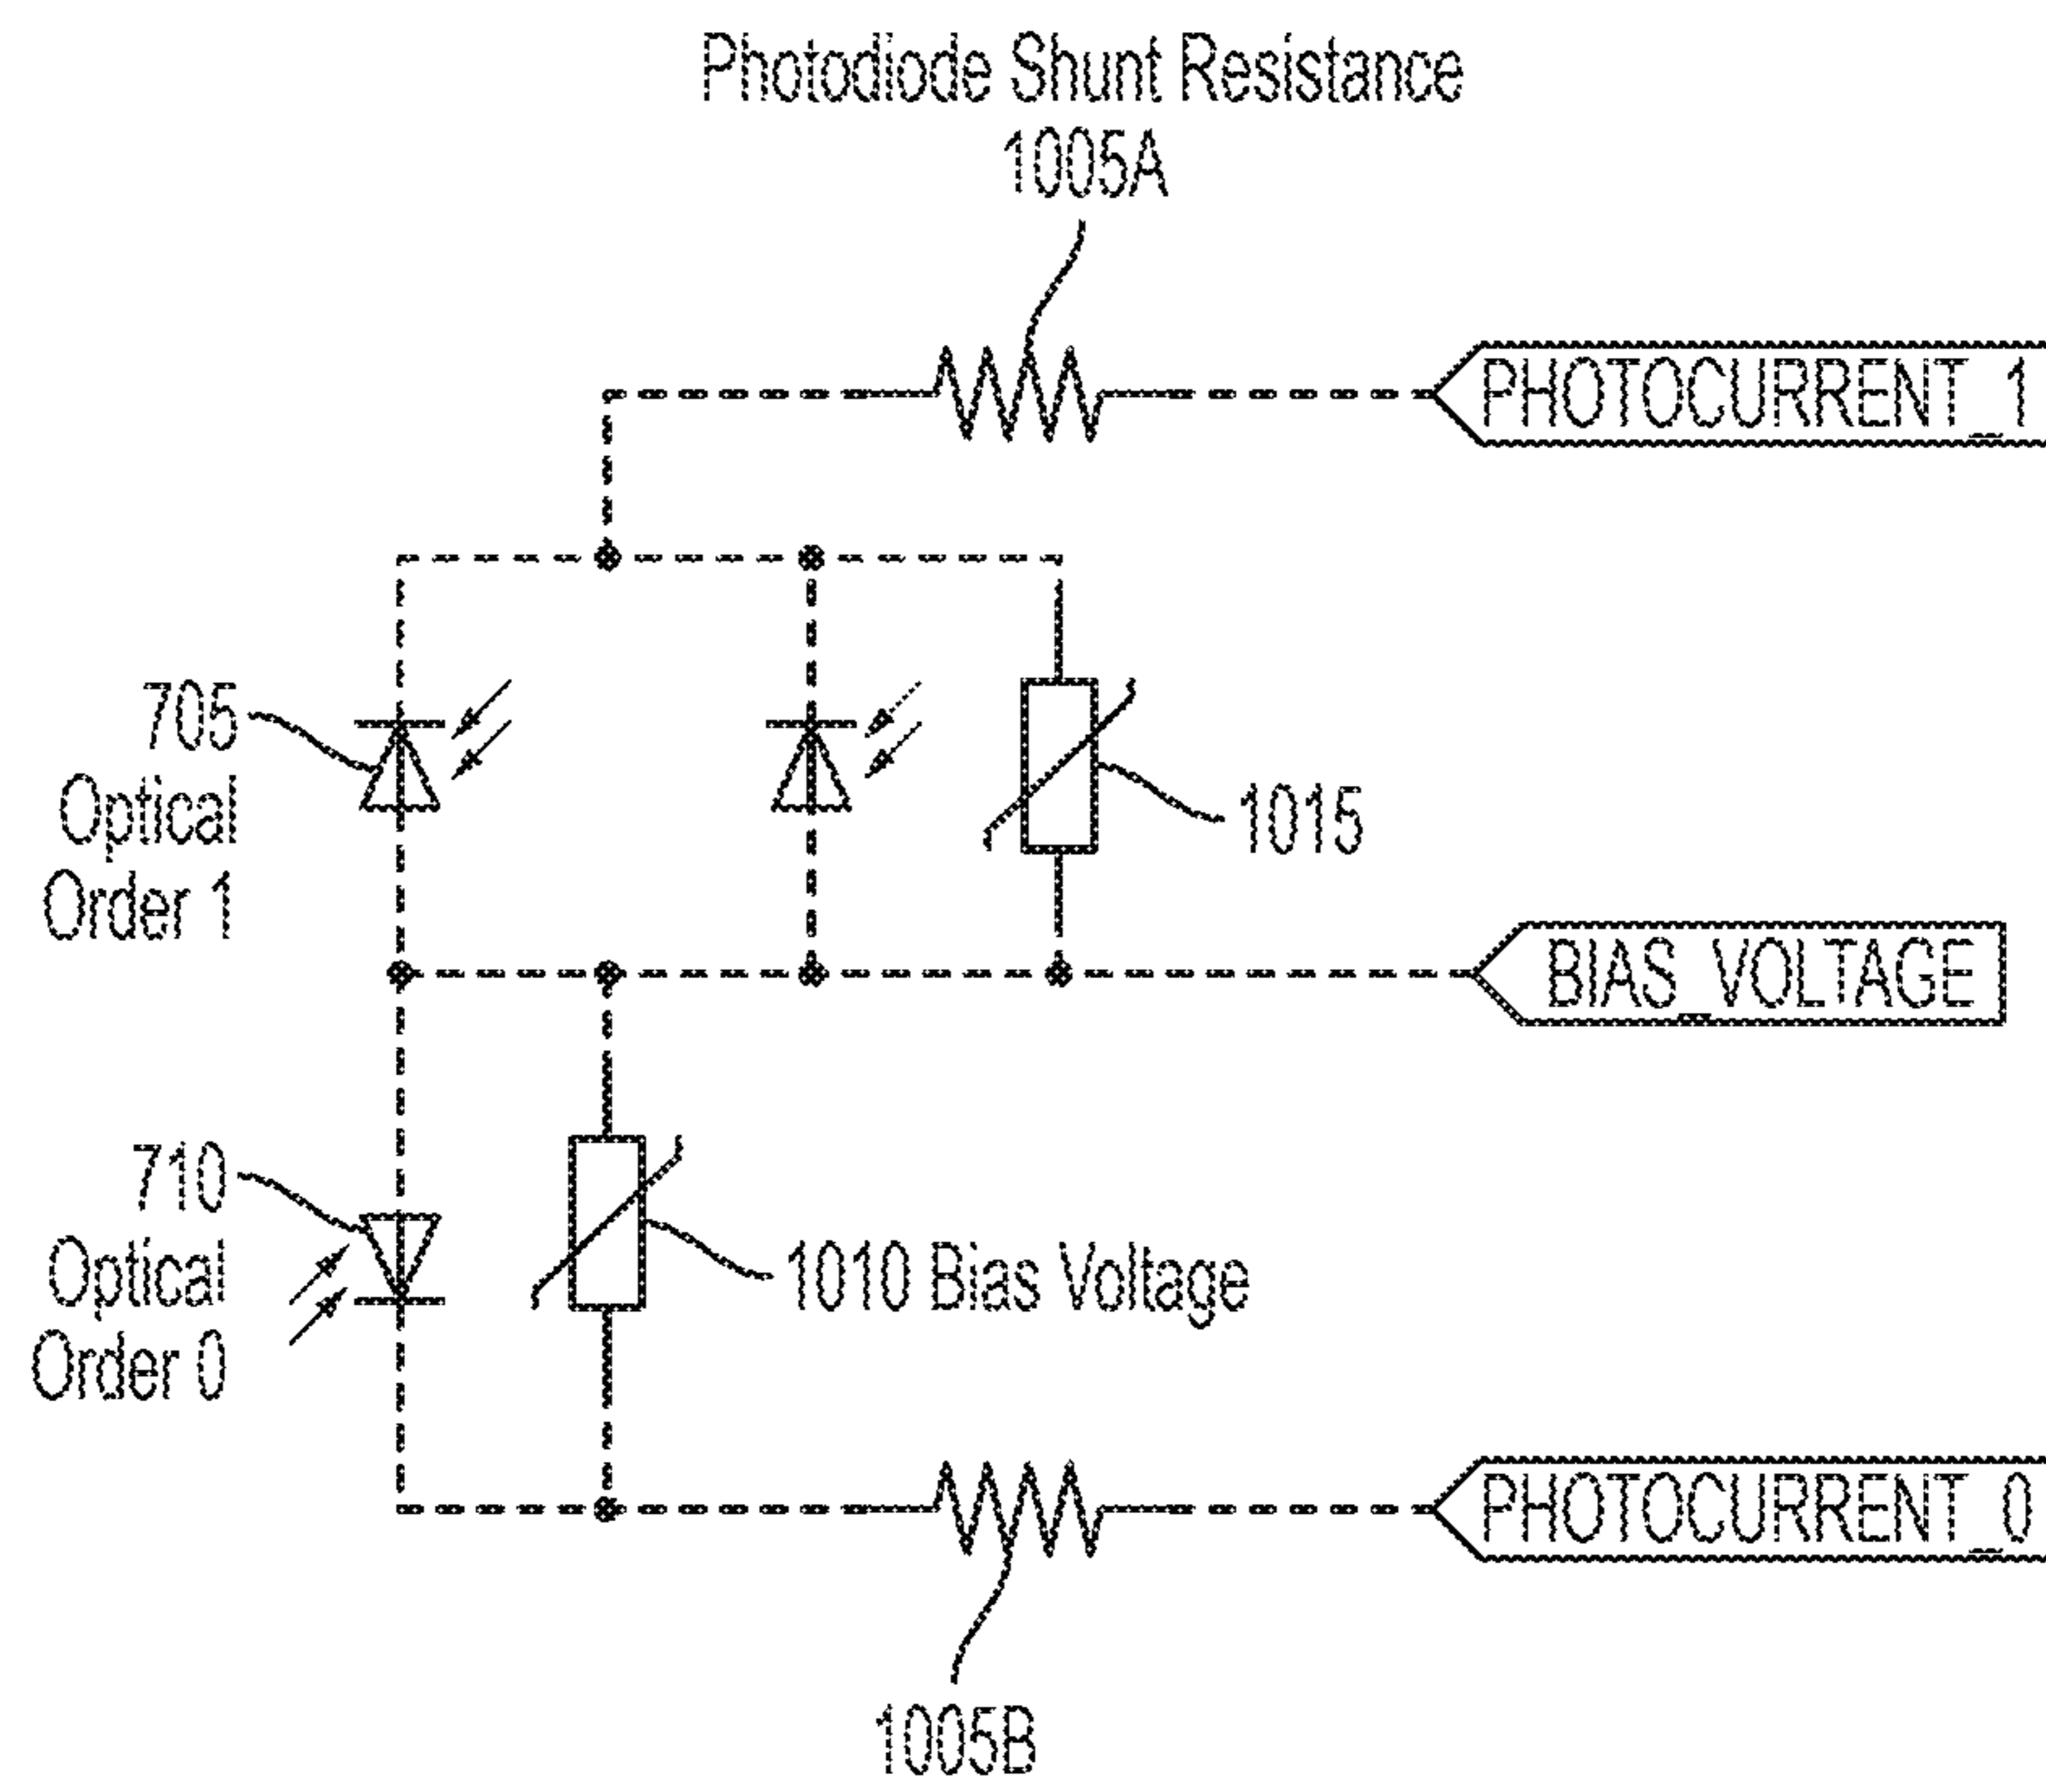 Photodiode Shunt Resistance
1005A
PHOTOCURRENT_1
705
Optical
Order 1
1015
BIAS_VOLTAGE
710
Optical
Order 0
1010 Bias Voltage
PHOTOCURRENT_0
1005B